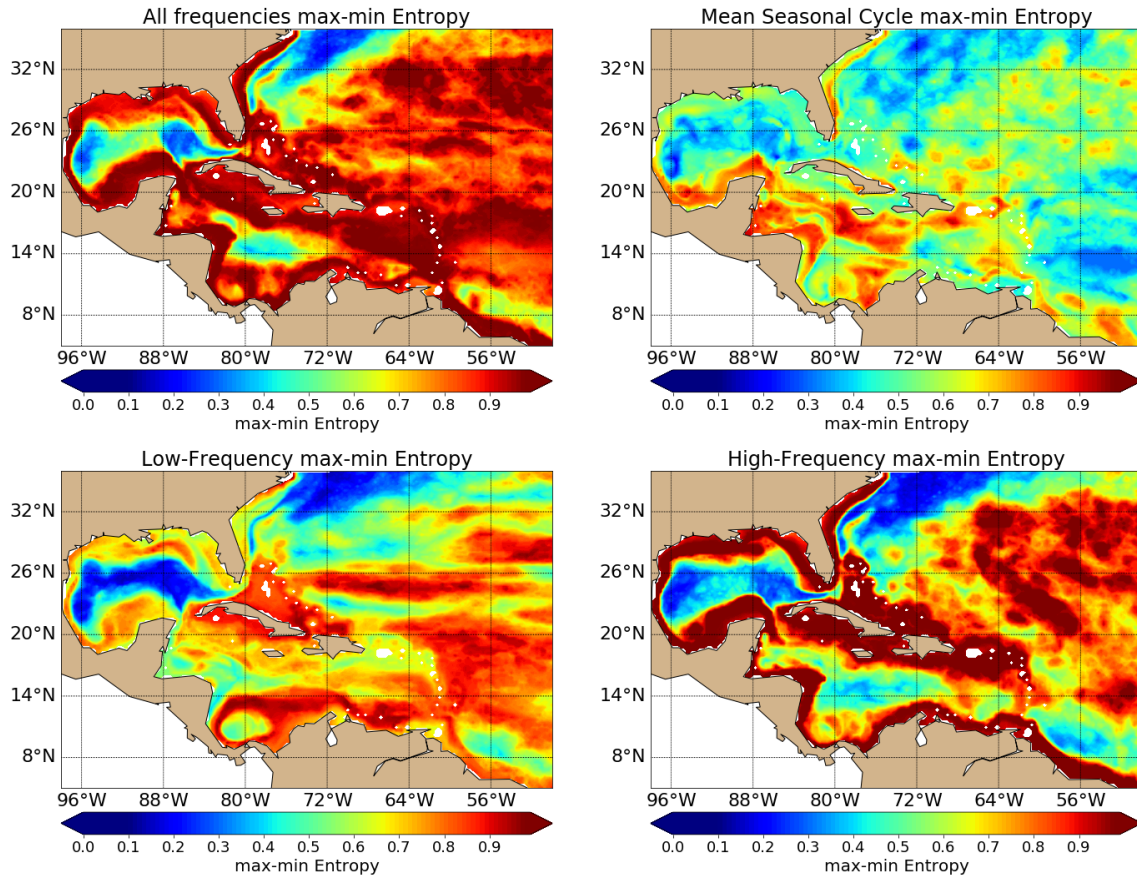 All frequencies max-min Entropy
32°N
26°N
20°N
14°N
8°N
96°W 88°W 80°W 72°W 64°W 56°W
0.0 0.1 0.2 0.3 0.4 0.5 0.6 0.7 0.8 0.9
max-min Entropy
Mean Seasonal Cycle max-min Entropy
32°N
26°N
20°N
14°N
8°N
96°W 88°W 80°W 72°W 64°W 56°W
0.0 0.1 0.2 0.3 0.4 0.5 0.6 0.7 0.8 0.9
max-min Entropy
Low-Frequency max-min Entropy
32°N
26°N
20°N
14°N
8°N
96°W 88°W 80°W 72°W 64°W 56°W
0.0 0.1 0.2 0.3 0.4 0.5 0.6 0.7 0.8 0.9
max-min Entropy
High-Frequency max-min Entropy
32°N
26°N
20°N
14°N
8°N
96°W 88°W 80°W 72°W 64°W 56°W
0.0 0.1 0.2 0.3 0.4 0.5 0.6 0.7 0.8 0.9
max-min Entropy